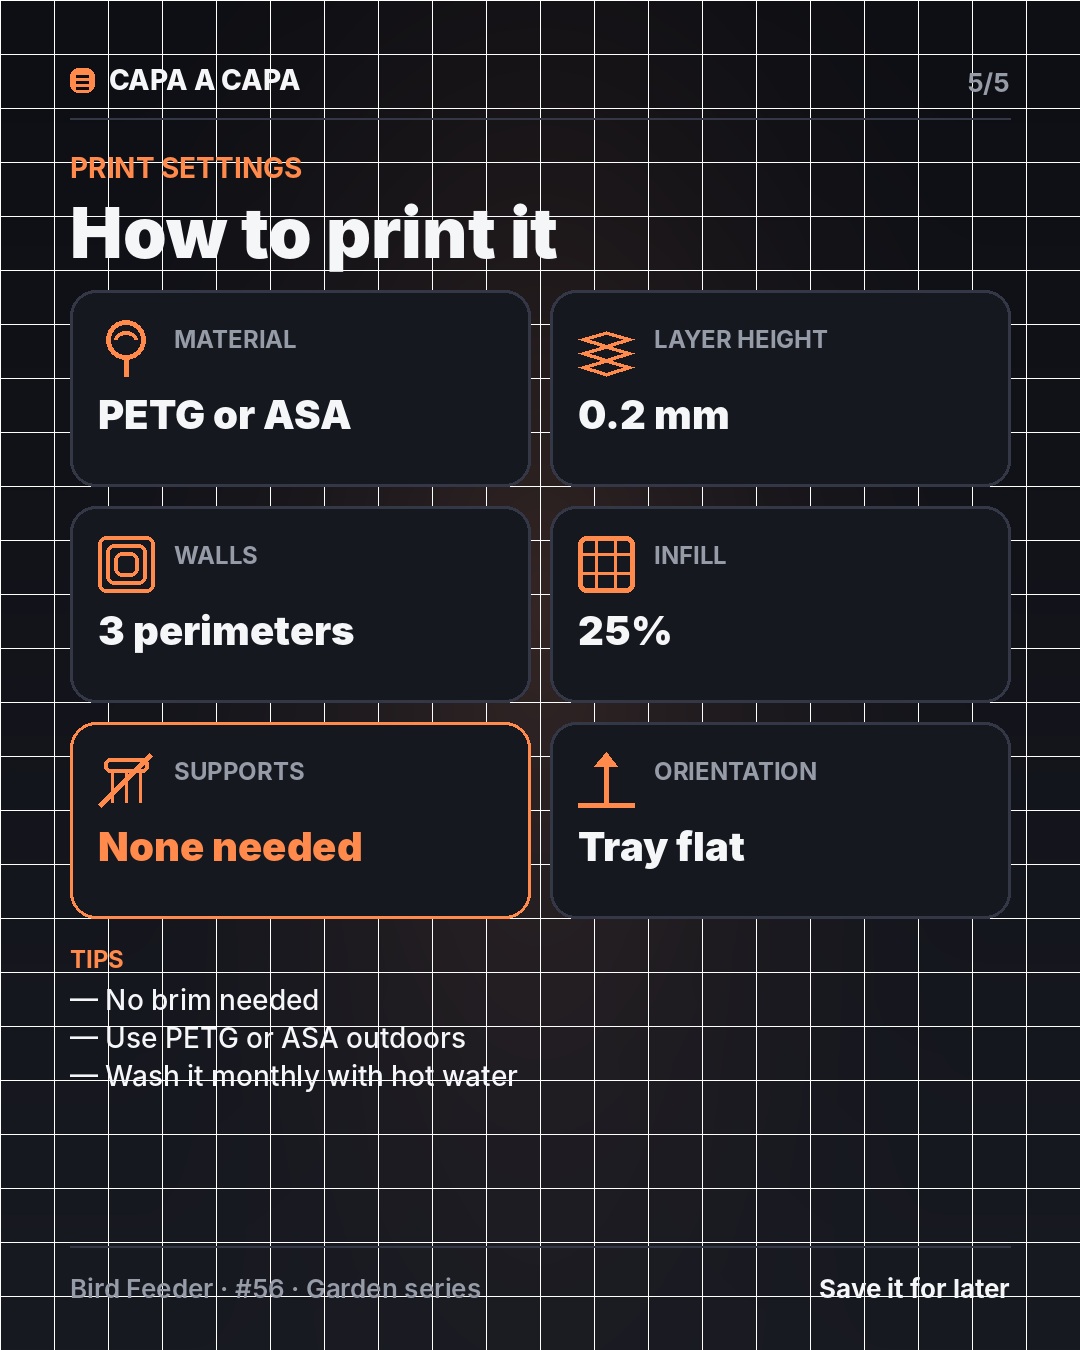 CAPA A CAPA
5/5
PRINT SETTINGS
How to print it
MATERIAL
PETG or ASA
LAYER HEIGHT
0.2 mm
WALLS
3 perimeters
INFILL
25%
SUPPORTS
None needed
ORIENTATION
Tray flat
TIPS
— No brim needed
— Use PETG or ASA outdoors
— Wash it monthly with hot water
Bird Feeder · #56 · Garden series
Save it for later